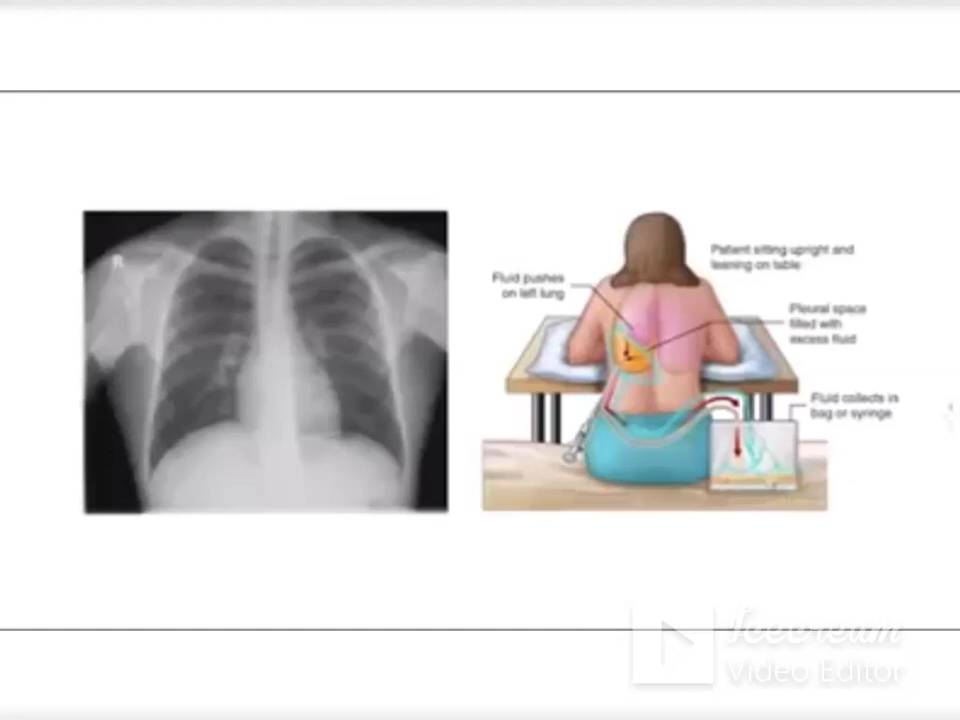 R
Fluid pushes
on left lung
Patient sitting upright and
leaning on table
Pleural space
filled with
excess fluid
Fluid collects in
bag or syringe
Video Editor